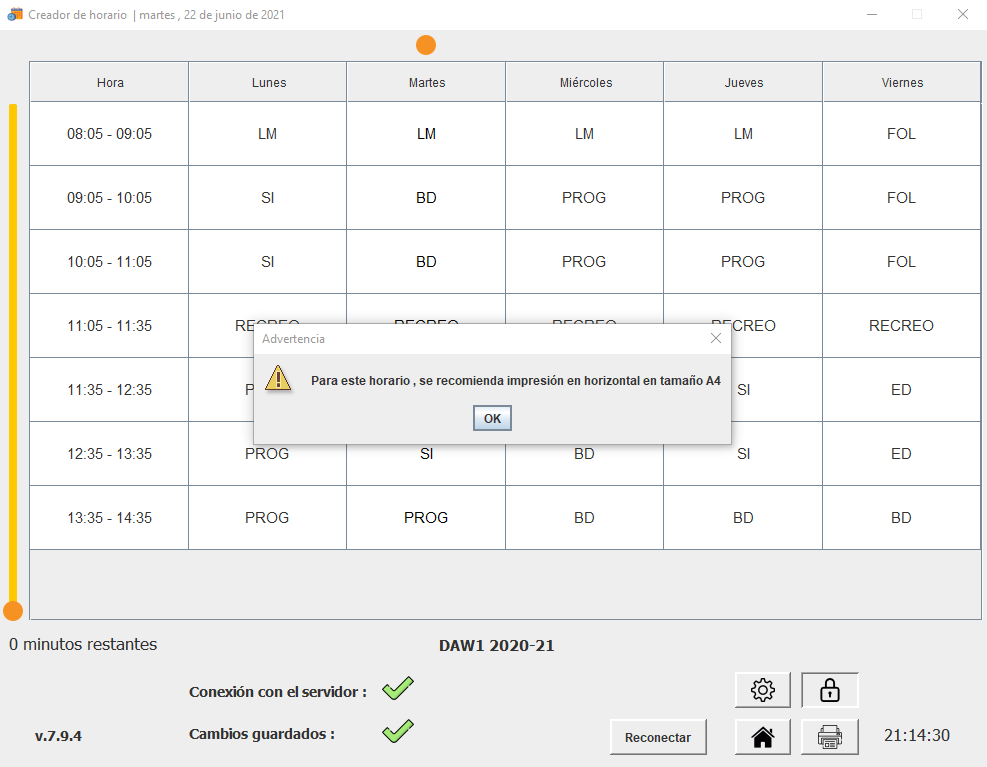 Creador de horario | martes , 22 de junio de 2021
Hora Lunes Martes Miércoles Jueves Viernes
08:05 - 09:05 LM LM LM LM FOL
09:05 - 10:05 SI BD PROG PROG FOL
10:05 - 11:05 SI BD PROG PROG FOL
11:05 - 11:35 RECREO RECREO RECREO RECREO RECREO
Advertencia
Para este horario , se recomienda impresión en horizontal en tamaño A4
OK
11:35 - 12:35 SI ED
12:35 - 13:35 PROG SI BD SI ED
13:35 - 14:35 PROG PROG BD BD BD
0 minutos restantes
DAW1 2020-21
Conexión con el servidor :
Cambios guardados :
v.7.9.4
Reconectar
21:14:30